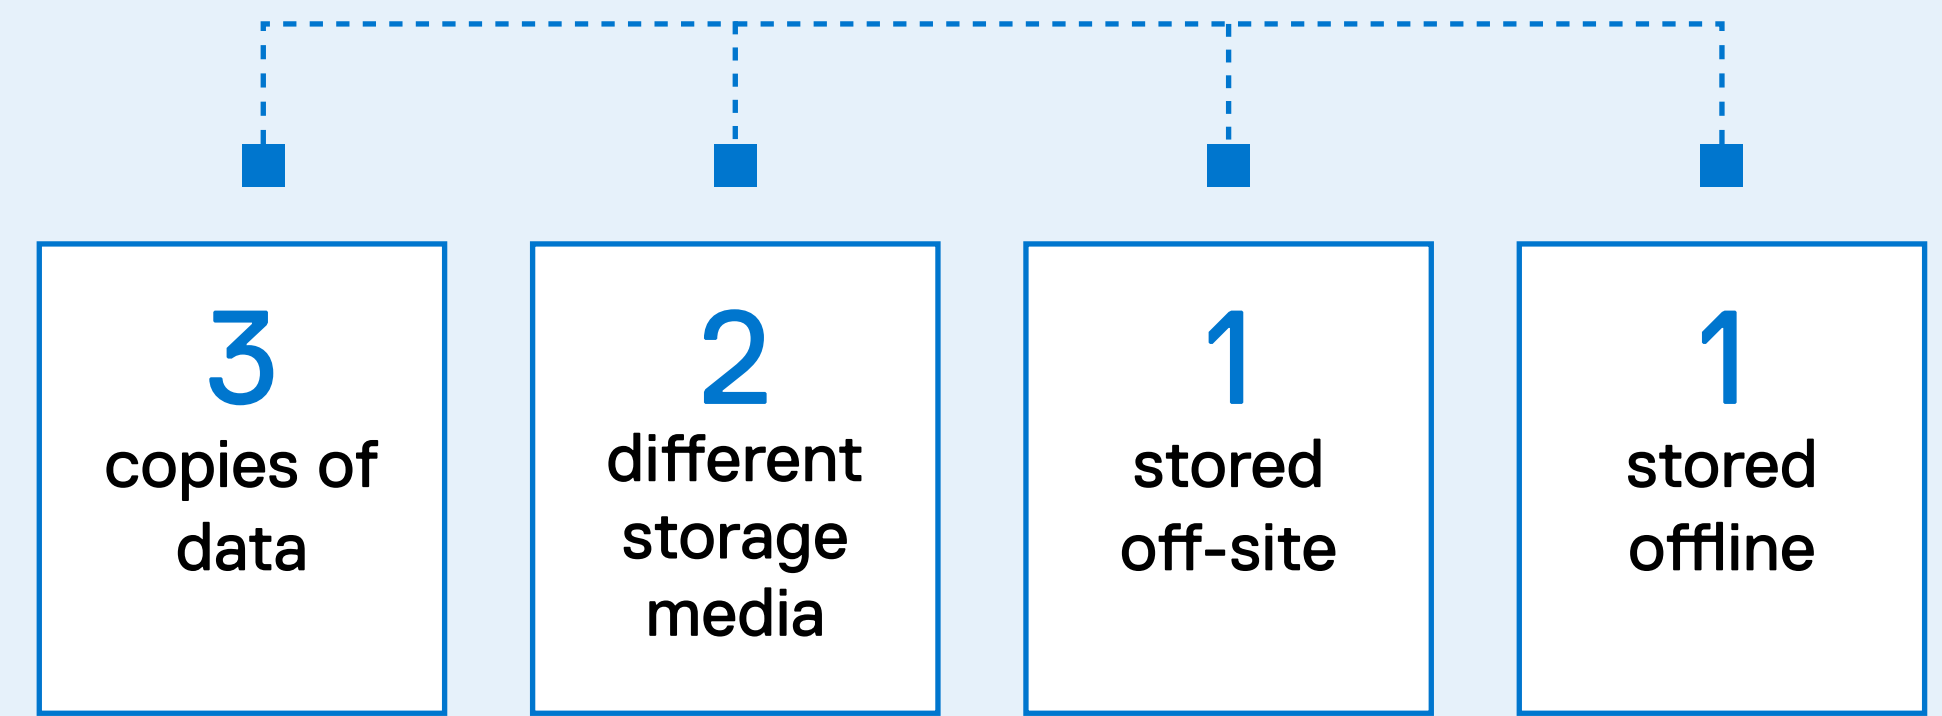 3
copies of
data
2
different
storage
media
1
stored
off-site
1
stored
offline